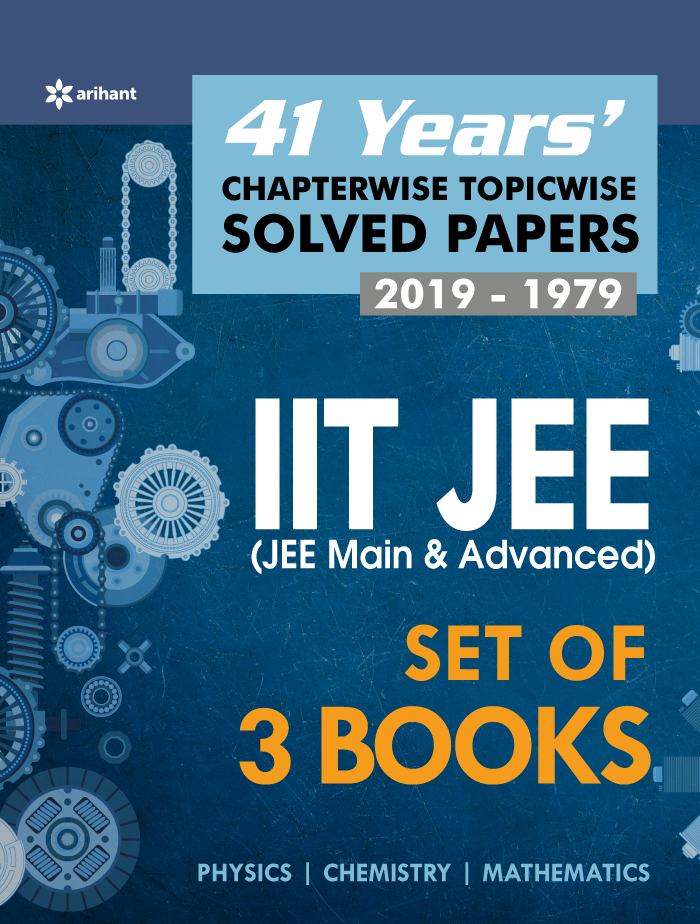 arihant
41 Years'
CHAPTERWISE TOPICWISE
SOLVED PAPERS
2019 - 1979
IIT JEE
(JEE Main & Advanced)
SET OF
3 BOOKS
PHYSICS | CHEMISTRY | MATHEMATICS